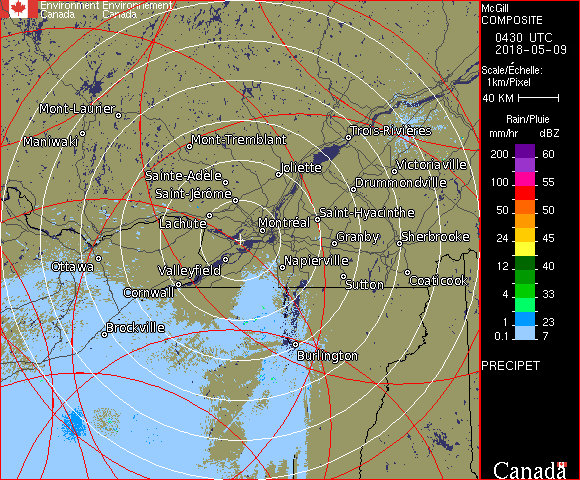 Environment Environnement
Canada Canada
McGill
COMPOSITE
0430 UTC
2018-05-09
Scale/Échelle:
1km/Pixel
40 KM
Rain/Pluie
mm/hr dBZ
200 60
100 55
50 50
24 45
12 40
4 33
1 23
0.1 7
PRECIPET
Canada
Mont-Laurier
Maniwaki
Mont-Tremblant
Trois-Rivières
Joliette
Victoriaville
Sainte-Adèle
Drummondville
Saint-Jérôme
Lachute
Saint-Hyacinthe
Montréal
Granby
Sherbrooke
Ottawa
Valleyfield
Napierville
Cornwall
Sutton
Coaticook
Brockville
Burlington